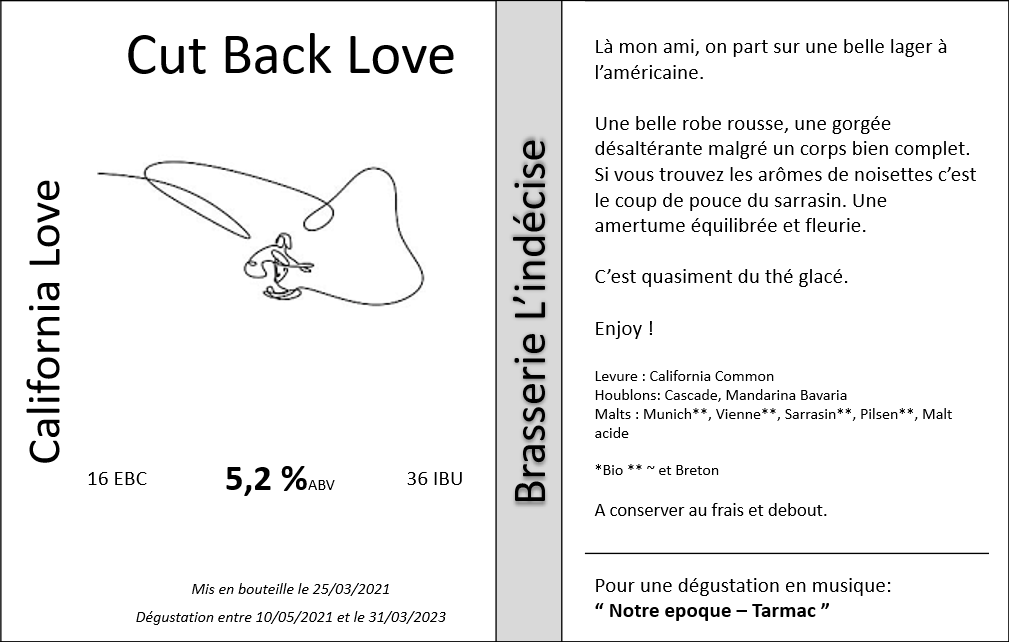 Cut Back Love
California Love
16 EBC
5,2 %ABV
36 IBU
Mis en bouteille le 25/03/2021
Dégustation entre 10/05/2021 et le 31/03/2023
Brasserie L’indécise
Là mon ami, on part sur une belle lager à
l’américaine.
Une belle robe rousse, une gorgée
désaltérante malgré un corps bien complet.
Si vous trouvez les arômes de noisettes c’est
le coup de pouce du sarrasin. Une
amertume équilibrée et fleurie.
C’est quasiment du thé glacé.
Enjoy !
Levure : California Common
Houblons: Cascade, Mandarina Bavaria
Malts : Munich**, Vienne**, Sarrasin**, Pilsen**, Malt
acide
*Bio ** ~ et Breton
A conserver au frais et debout.
Pour une dégustation en musique:
“ Notre epoque – Tarmac ”